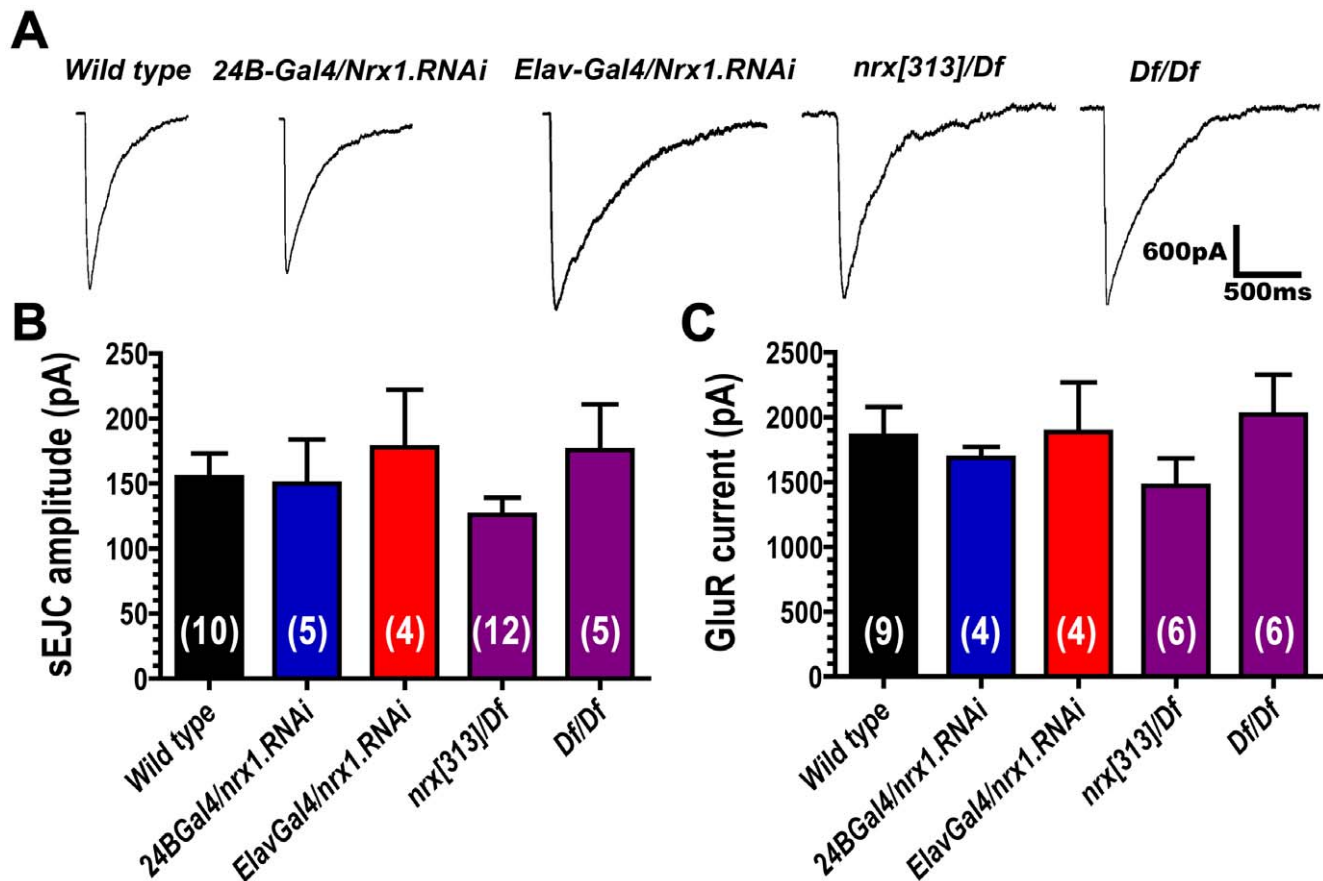 A
Wild type 24B-Gal4/Nrx1.RNAi Elav-Gal4/Nrx1.RNAi nrx[313]/Df Df/Df
600pA
500ms
B
sEJC amplitude (pA)
250
200
150
100
50
0
(10) (5) (4) (12) (5)
Wild type
24BGal4/nrx1.RNAi
ElavGal4/nrx1.RNAi
nrx[313]/Df
Df/Df
C
GluR current (pA)
2500
2000
1500
1000
500
0
(9) (4) (4) (6) (6)
Wild type
24BGal4/nrx1.RNAi
ElavGal4/nrx1.RNAi
nrx[313]/Df
Df/Df